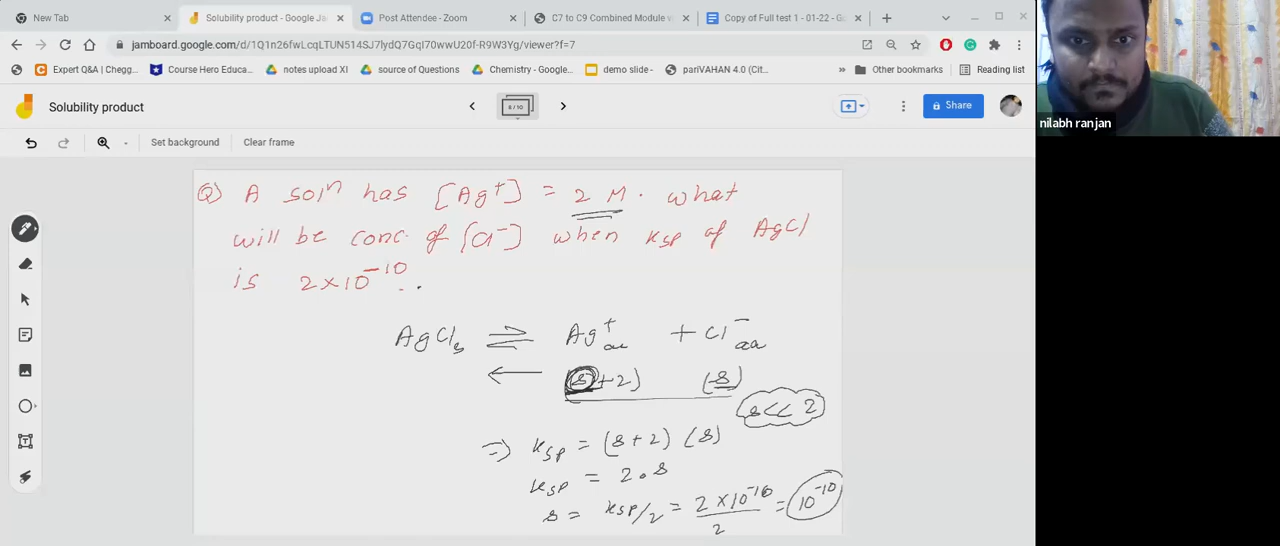 New Tab
Solubility product - Google Ja
Post Attendee - Zoom
C7 to C9 Combined Module v
Copy of Full test 1 - 01-22 - Go
jamboard.google.com/d/1Q1n26fwLcqLTUN514SJ7lydQ7GqI70wwU20f-R9W3Yg/viewer?f=7
Expert Q&A | Chegg...
Course Hero Educa...
notes upload XI
source of Questions
Chemistry - Google...
demo slide -
pariVAHAN 4.0 (Cit...
Other bookmarks
Reading list
Solubility product
6 / 10
Share
nilabh ranjan
Set background
Clear frame
Q) A solⁿ has [Ag⁺] = 2 M. what
will be conc. of [Cl⁻] when Ksp of AgCl
is 2×10⁻¹⁰.
AgCl s ⇌ Ag⁺ aq + Cl⁻ aq
← (s+2) (s)
s << 2
⇒ Ksp = (s+2) (s)
Ksp = 2.s
s = Ksp/2 = 2×10⁻¹⁰/2 = 10⁻¹⁰